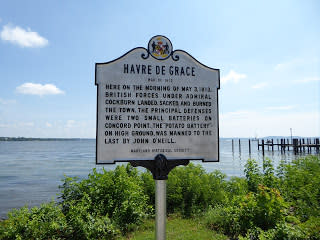 HAVRE DE GRACE
WAR OF 1812
HERE ON THE MORNING OF MAY 3, 1813,
BRITISH FORCES UNDER ADMIRAL
COCKBURN LANDED, SACKED AND BURNED
THE TOWN. THE PRINCIPAL DEFENSES
WERE TWO SMALL BATTERIES ON
CONCORD POINT. THE "POTATO BATTERY"
ON HIGH GROUND, WAS MANNED TO THE
LAST BY JOHN O'NEILL.
MARYLAND HISTORICAL SOCIETY